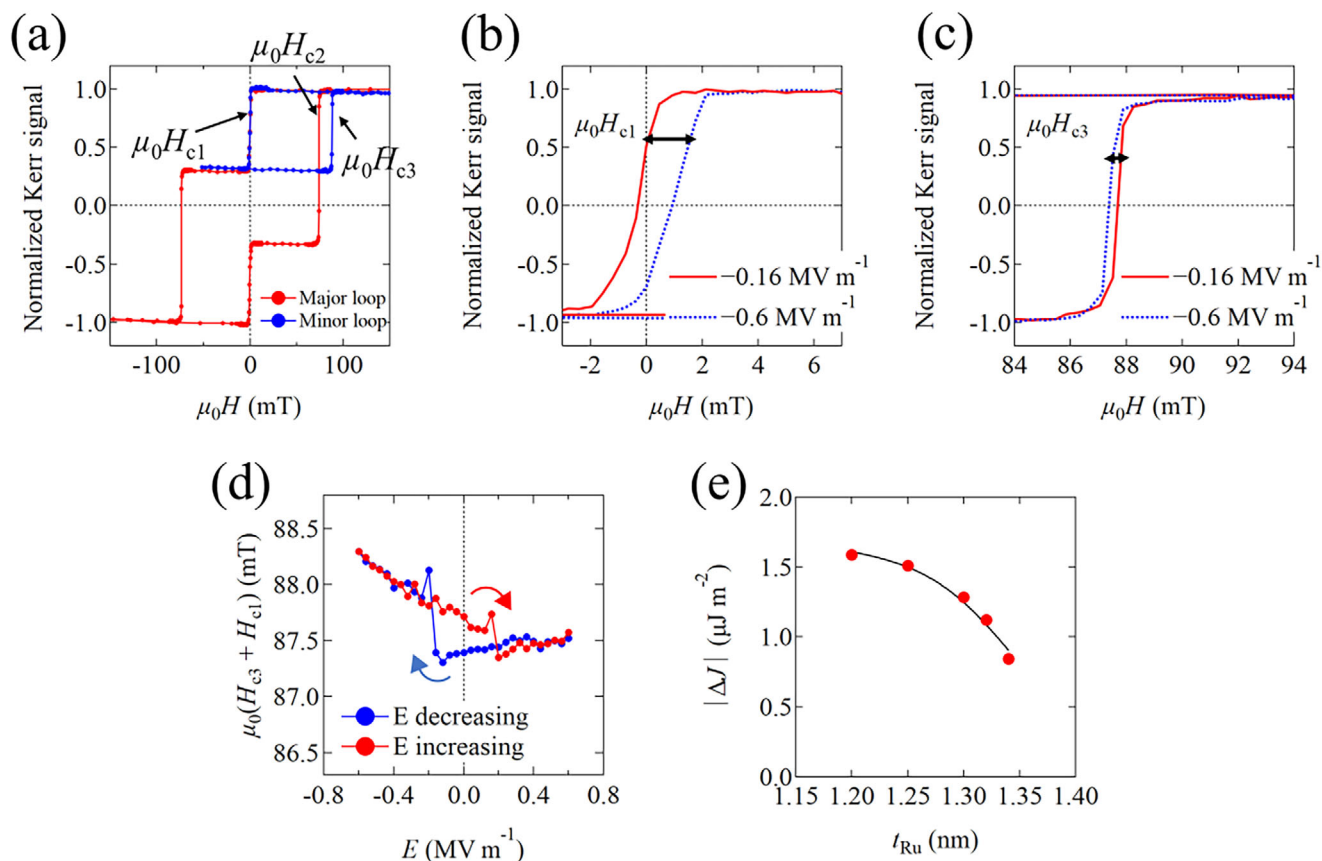 (a)
μ₀Hc2
μ₀Hc1
μ₀Hc3
Normalized Kerr signal
1.0
0.5
0.0
-0.5
-1.0
Major loop
Minor loop
-100
0
100
μ₀H (mT)
(b)
μ₀Hc1
Normalized Kerr signal
1.0
0.5
0.0
-0.5
-1.0
−0.16 MV m⁻¹
−0.6 MV m⁻¹
-2
0
2
4
6
μ₀H (mT)
(c)
μ₀Hc3
Normalized Kerr signal
1.0
0.5
0.0
-0.5
-1.0
−0.16 MV m⁻¹
−0.6 MV m⁻¹
84
86
88
90
92
94
μ₀H (mT)
(d)
μ₀(Hc3 + Hc1) (mT)
88.5
88.0
87.5
87.0
86.5
E decreasing
E increasing
-0.8
-0.4
0.0
0.4
0.8
E (MV m⁻¹)
(e)
|ΔJ| (μJ m⁻²)
2.0
1.5
1.0
0.5
0.0
1.15
1.20
1.25
1.30
1.35
1.40
tRu (nm)